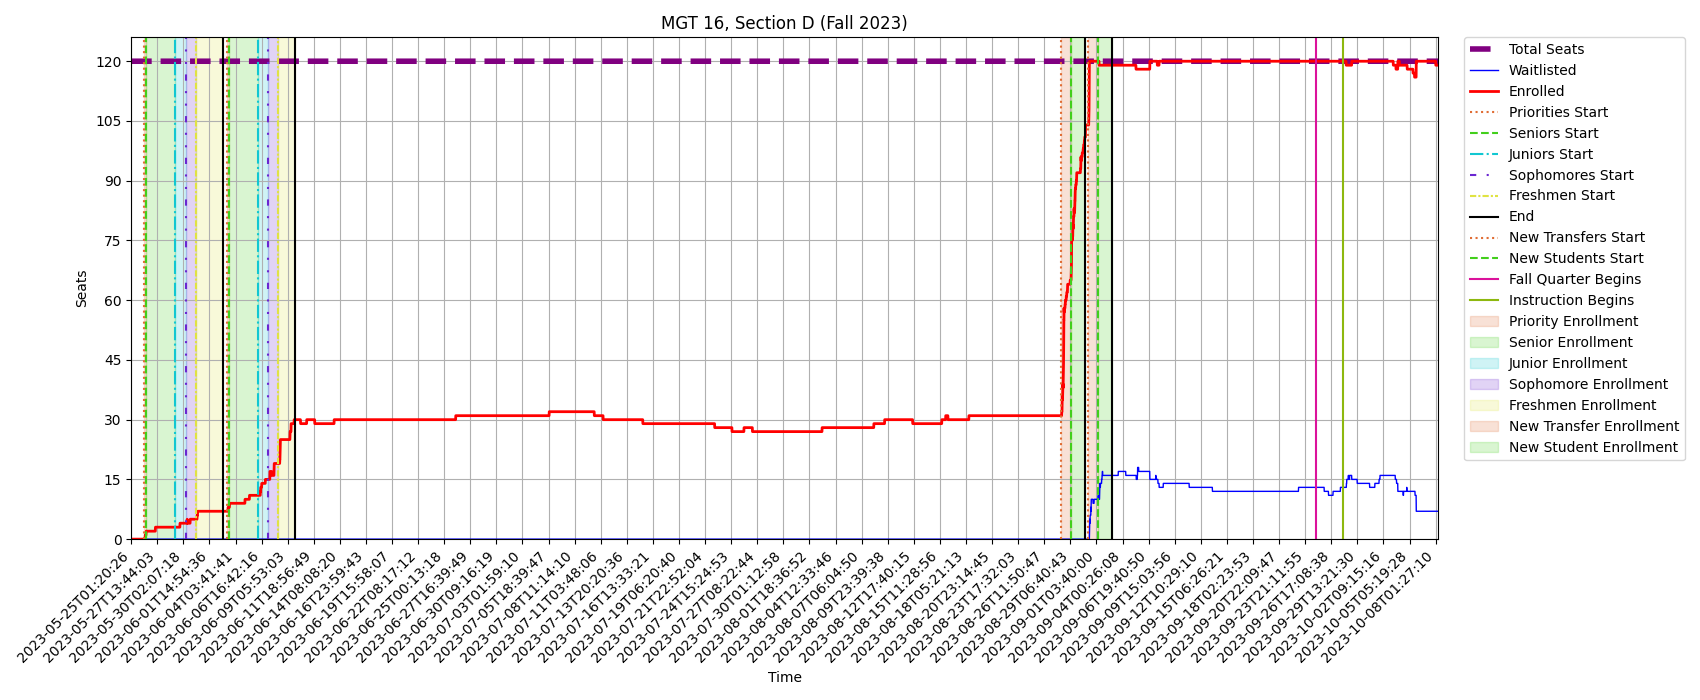 MGT 16, Section D (Fall 2023)
Seats
120
105
90
75
60
45
30
15
0
2023-05-25T01:20:26
2023-05-27T13:44:03
2023-05-30T02:07:18
2023-06-01T14:54:36
2023-06-04T03:41:41
2023-06-06T16:42:16
2023-06-09T05:53:03
2023-06-11T18:56:49
2023-06-14T08:08:20
2023-06-16T23:59:43
2023-06-19T15:58:07
2023-06-22T08:17:12
2023-06-25T00:13:18
2023-06-27T16:39:49
2023-06-30T09:16:19
2023-07-03T01:59:10
2023-07-05T18:39:47
2023-07-08T11:14:10
2023-07-11T03:48:06
2023-07-13T20:20:36
2023-07-16T13:33:21
2023-07-19T06:20:40
2023-07-21T22:52:04
2023-07-24T15:24:53
2023-07-27T08:22:44
2023-07-30T01:12:58
2023-08-01T18:36:52
2023-08-04T12:33:46
2023-08-07T06:04:50
2023-08-09T23:39:38
2023-08-12T17:40:15
2023-08-15T11:28:56
2023-08-18T05:21:13
2023-08-20T23:14:45
2023-08-23T17:32:03
2023-08-26T11:50:47
2023-08-29T06:40:43
2023-09-01T03:40:00
2023-09-04T00:26:08
2023-09-06T19:40:50
2023-09-09T15:03:56
2023-09-12T10:29:10
2023-09-15T06:26:21
2023-09-18T02:23:53
2023-09-20T22:09:47
2023-09-23T21:11:55
2023-09-26T17:08:38
2023-09-29T13:21:30
2023-10-02T09:15:16
2023-10-05T05:19:28
2023-10-08T01:27:10
Time
Total Seats
Waitlisted
Enrolled
Priorities Start
Seniors Start
Juniors Start
Sophomores Start
Freshmen Start
End
New Transfers Start
New Students Start
Fall Quarter Begins
Instruction Begins
Priority Enrollment
Senior Enrollment
Junior Enrollment
Sophomore Enrollment
Freshmen Enrollment
New Transfer Enrollment
New Student Enrollment